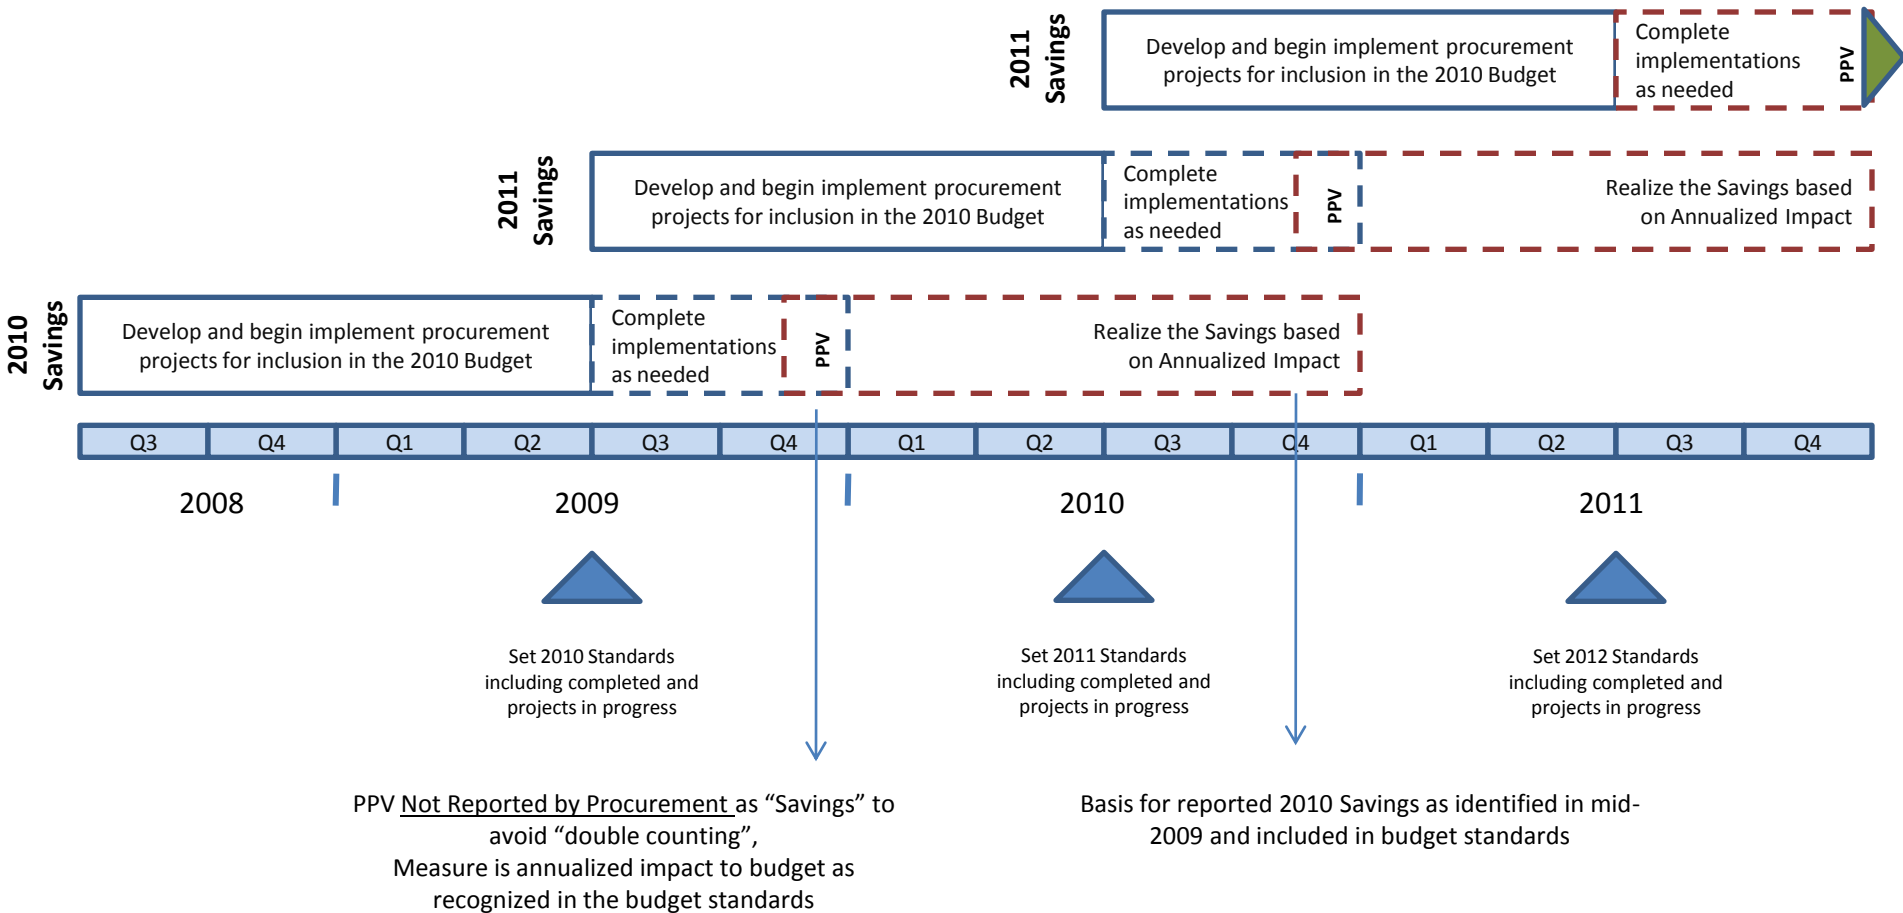 2011
Savings
Develop and begin implement procurement
projects for inclusion in the 2010 Budget
Complete
implementations
as needed
PPV
2011
Savings
Develop and begin implement procurement
projects for inclusion in the 2010 Budget
Complete
implementations
as needed
PPV
Realize the Savings based
on Annualized Impact
2010
Savings
Develop and begin implement procurement
projects for inclusion in the 2010 Budget
Complete
implementations
as needed
PPV
Realize the Savings based
on Annualized Impact
Q3 Q4 Q1 Q2 Q3 Q4 Q1 Q2 Q3 Q4 Q1 Q2 Q3 Q4
2008 2009 2010 2011
Set 2010 Standards
including completed and
projects in progress
Set 2011 Standards
including completed and
projects in progress
Set 2012 Standards
including completed and
projects in progress
PPV Not Reported by Procurement as “Savings” to
avoid “double counting”,
Measure is annualized impact to budget as
recognized in the budget standards
Basis for reported 2010 Savings as identified in mid-
2009 and included in budget standards